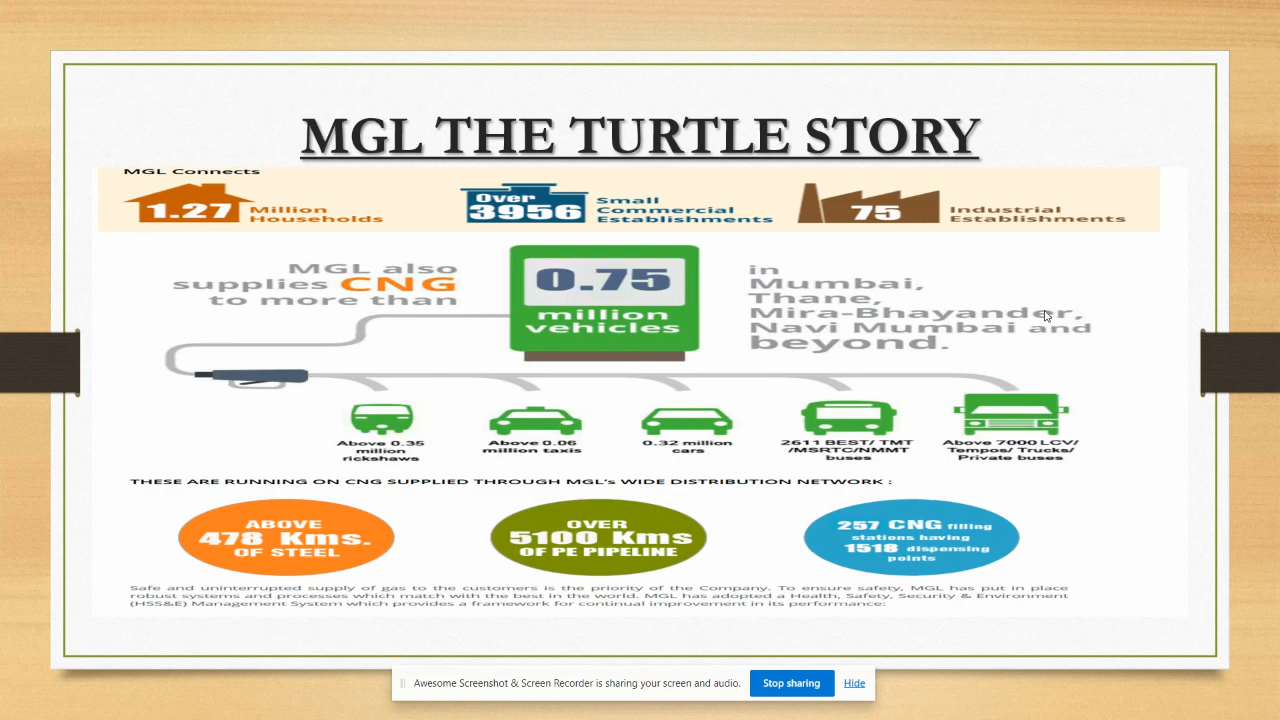 MGL THE TURTLE STORY
MGL Connects
1.27 Million
Households
Over
3956
Small
Commercial
Establishments
75
Industrial
Establishments
MGL also
supplies CNG
to more than
0.75
million
vehicles
in
Mumbai,
Thane,
Mira-Bhayander,
Navi Mumbai and
beyond.
Above 0.35
million
rickshaws
Above 0.06
million taxis
0.32 million
cars
2611 BEST/ TMT
/MSRTC/NMMT
buses
Above 7000 LCV/
Tempos/ Trucks/
Private buses
THESE ARE RUNNING ON CNG SUPPLIED THROUGH MGL's WIDE DISTRIBUTION NETWORK :
ABOVE
478 Kms.
OF STEEL
OVER
5100 Kms
OF PE PIPELINE
257 CNG filling
stations having
1518 dispensing
points
Safe and uninterrupted supply of gas to the customers is the priority of the Company. To ensure safety, MGL has put in place
robust systems and processes which match with the best in the world. MGL has adopted a Health, Safety, Security & Environment
(HSS&E) Management System which provides a framework for continual improvement in its performance:
Awesome Screenshot & Screen Recorder is sharing your screen and audio.
Stop sharing
Hide